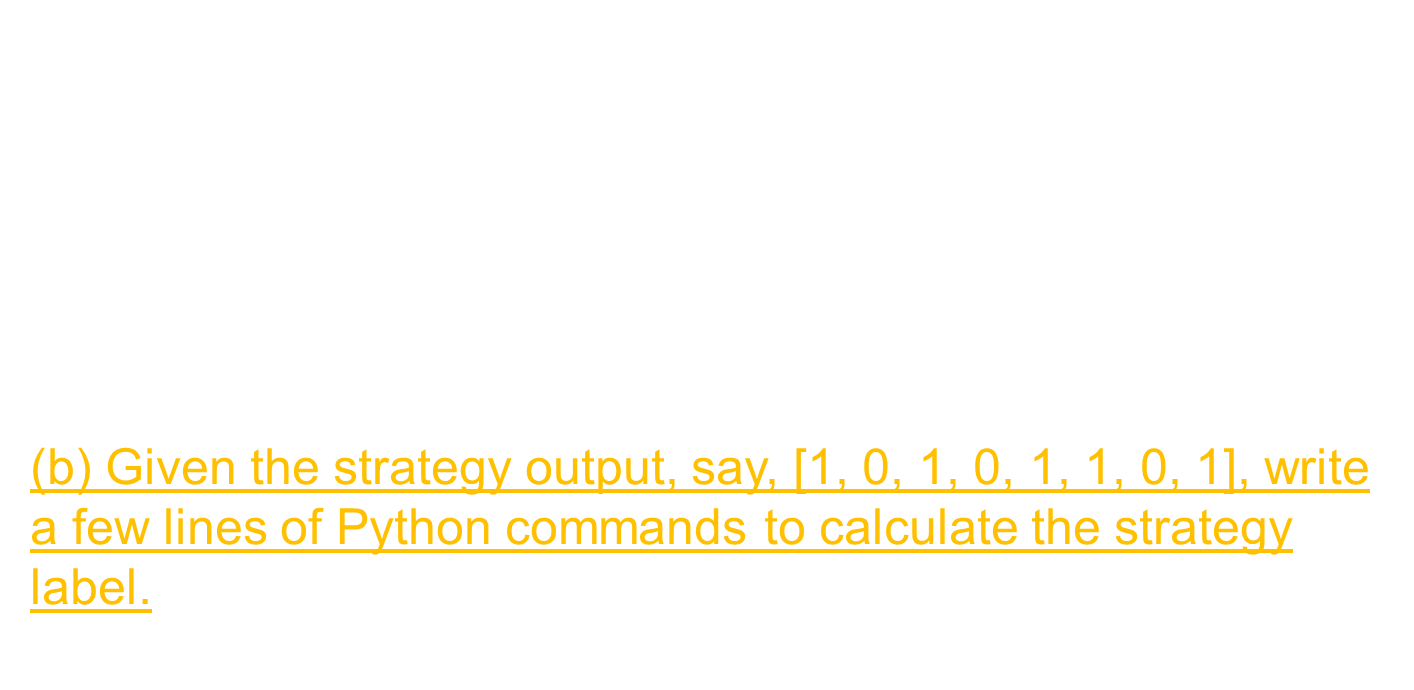 (b) Given the strategy output, say, [1, 0, 1, 0, 1, 1, 0, 1], write
a few lines of Python commands to calculate the strategy
label.